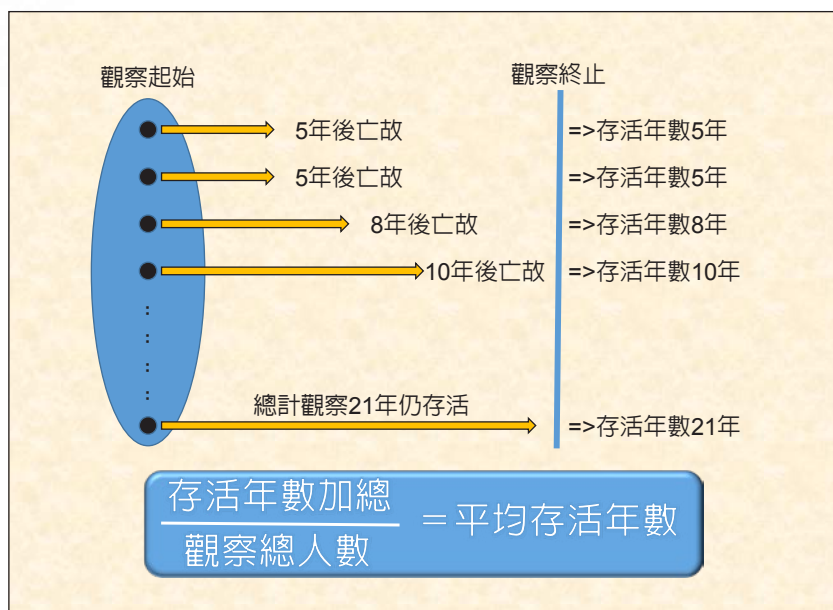 觀察起始 觀察終止
5年後亡故 =>存活年數5年
5年後亡故 =>存活年數5年
8年後亡故 =>存活年數8年
10年後亡故 =>存活年數10年
:
:
:
:
總計觀察21年仍存活 =>存活年數21年
存活年數加總
觀察總人數
=平均存活年數